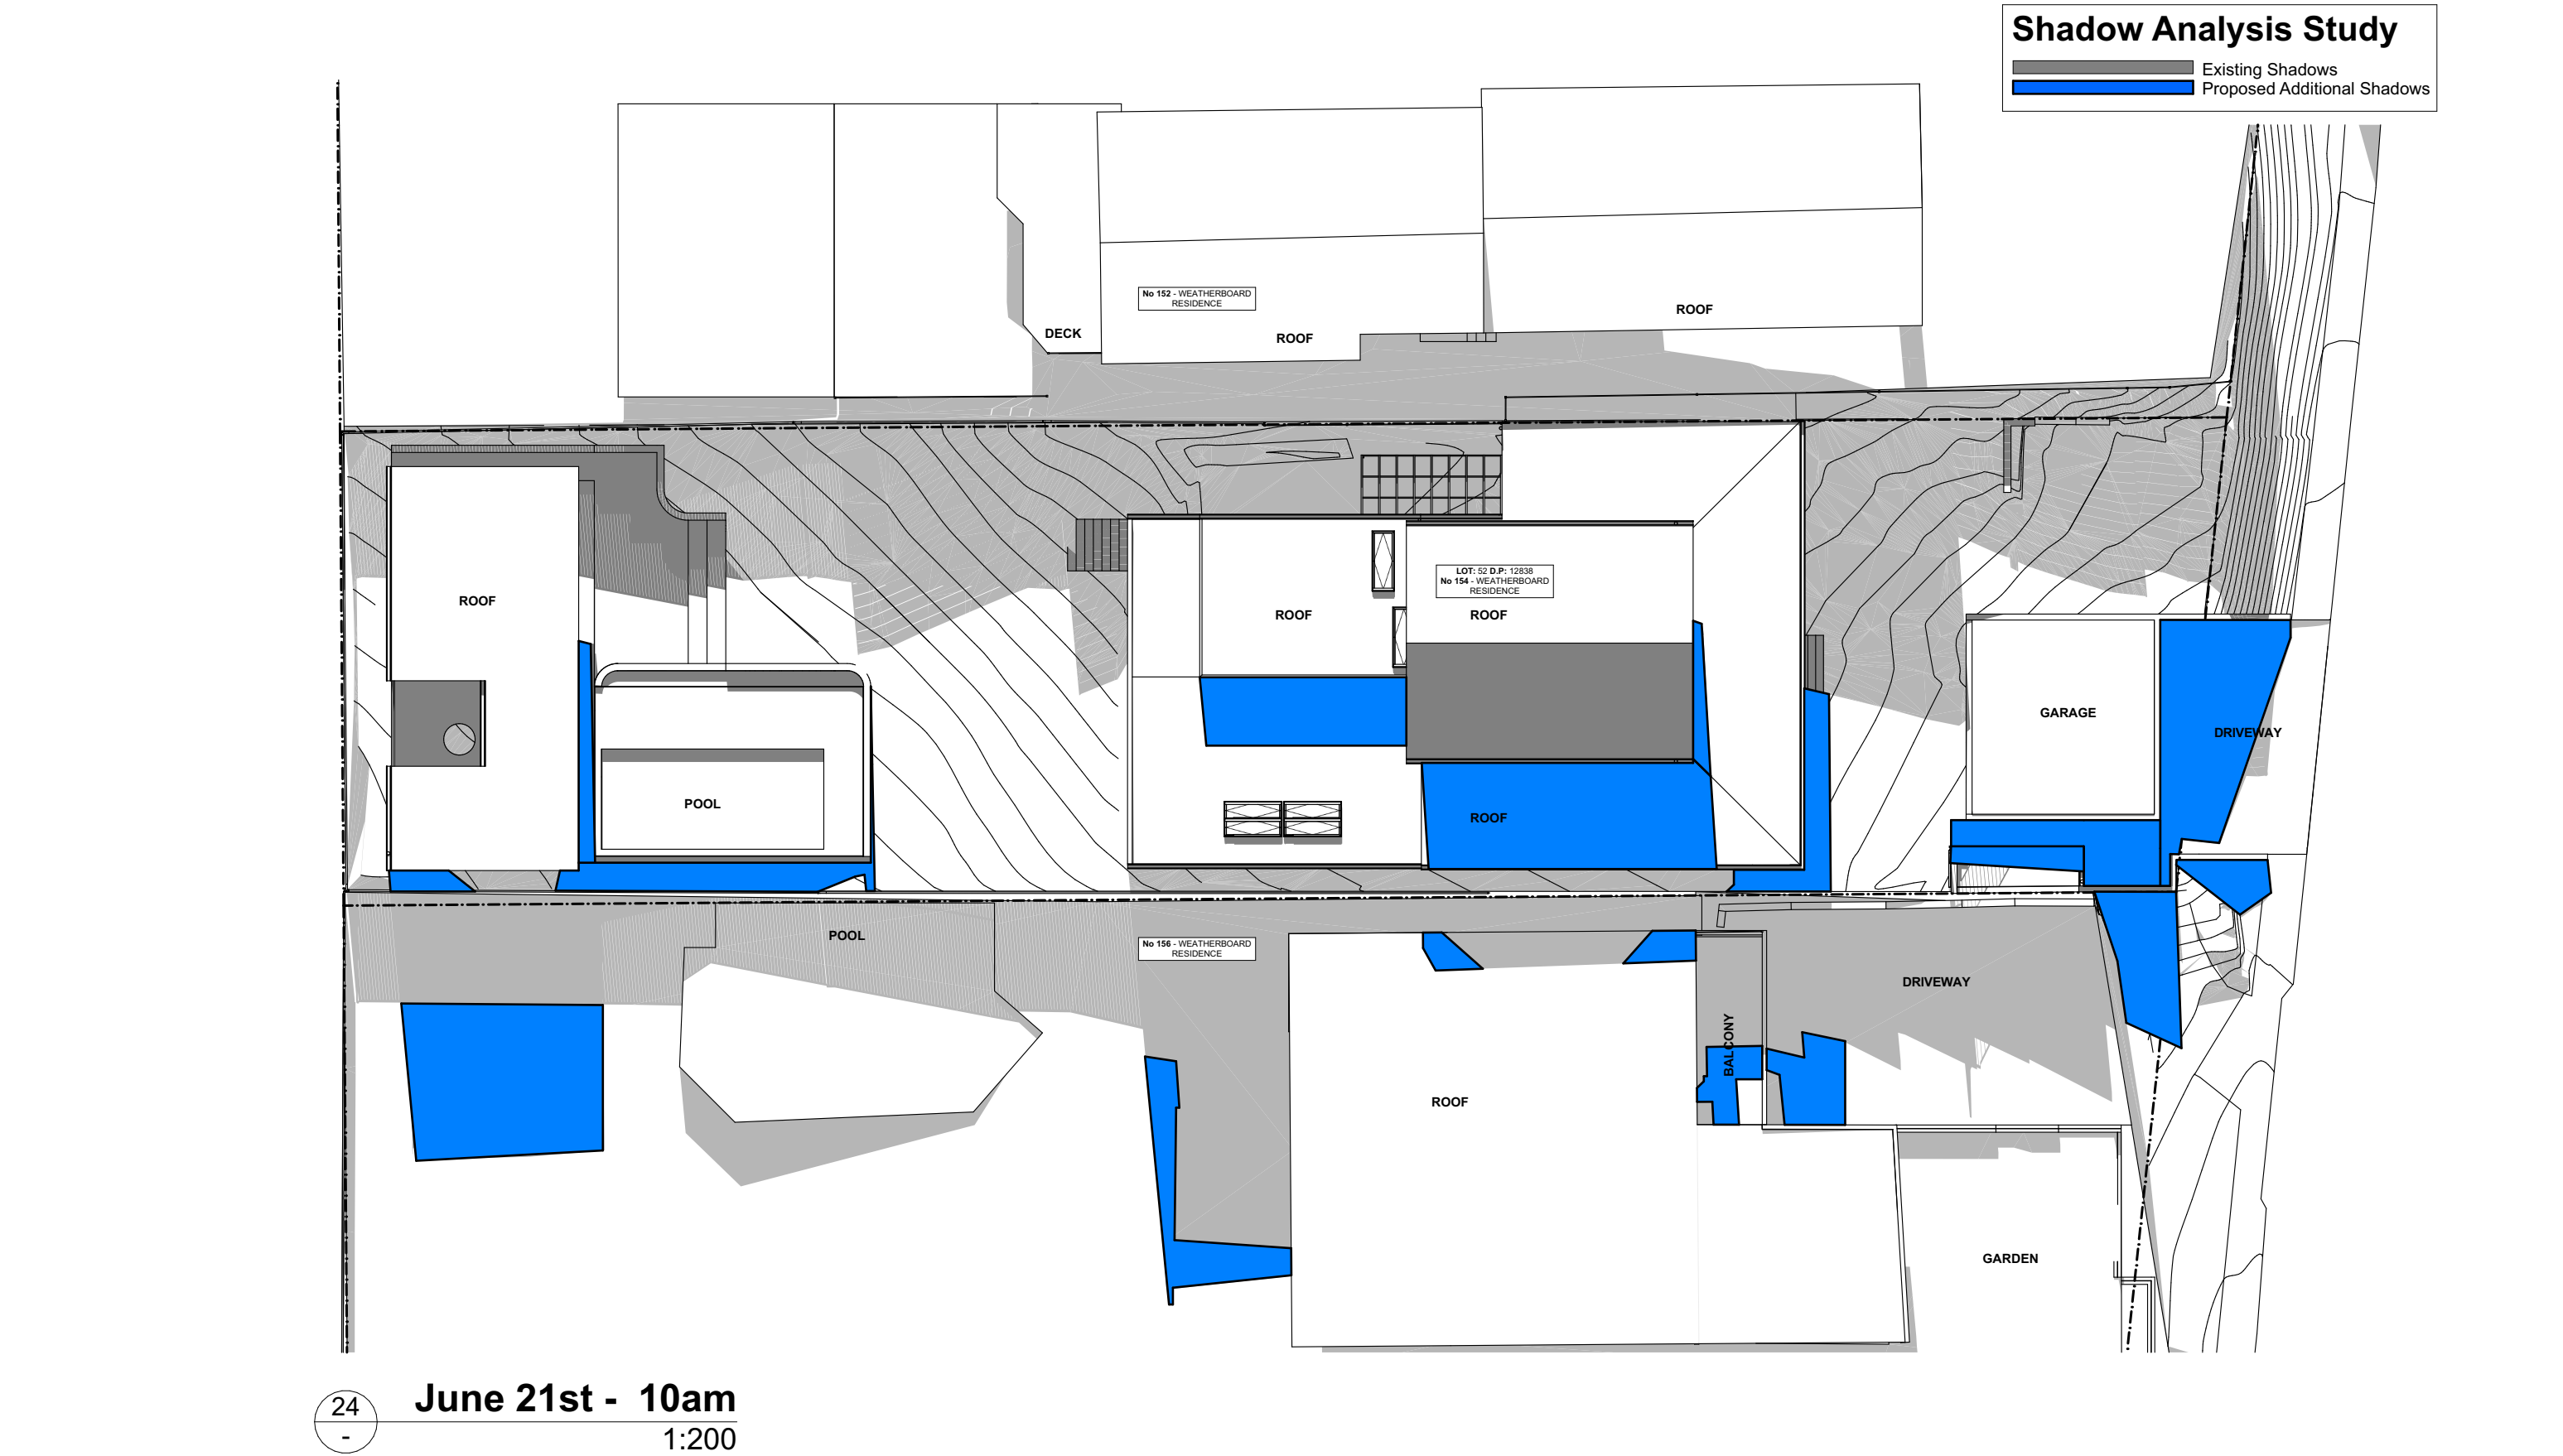 Shadow Analysis Study
Existing Shadows
Proposed Additional Shadows
No 152 - WEATHERBOARD
RESIDENCE
ROOF
DECK
ROOF
LOT: 52 D.P: 12838
No 154 - WEATHERBOARD
RESIDENCE
ROOF
ROOF
ROOF
GARAGE
DRIVEWAY
POOL
ROOF
POOL
No 156 - WEATHERBOARD
RESIDENCE
DRIVEWAY
BALCONY
ROOF
GARDEN
24
-
June 21st - 10am
1:200